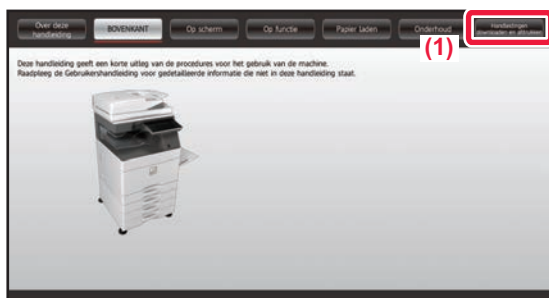 Over deze
handleiding
BOVENKANT
Op scherm
Op functie
Papier laden
Onderhoud
Handleidingen
downloaden en afdrukken
(1)
Deze handleiding geeft een korte uitleg van de procedures voor het gebruik van de machine.
Raadpleeg de Gebruikershandleiding voor gedetailleerde informatie die niet in deze handleiding staat.